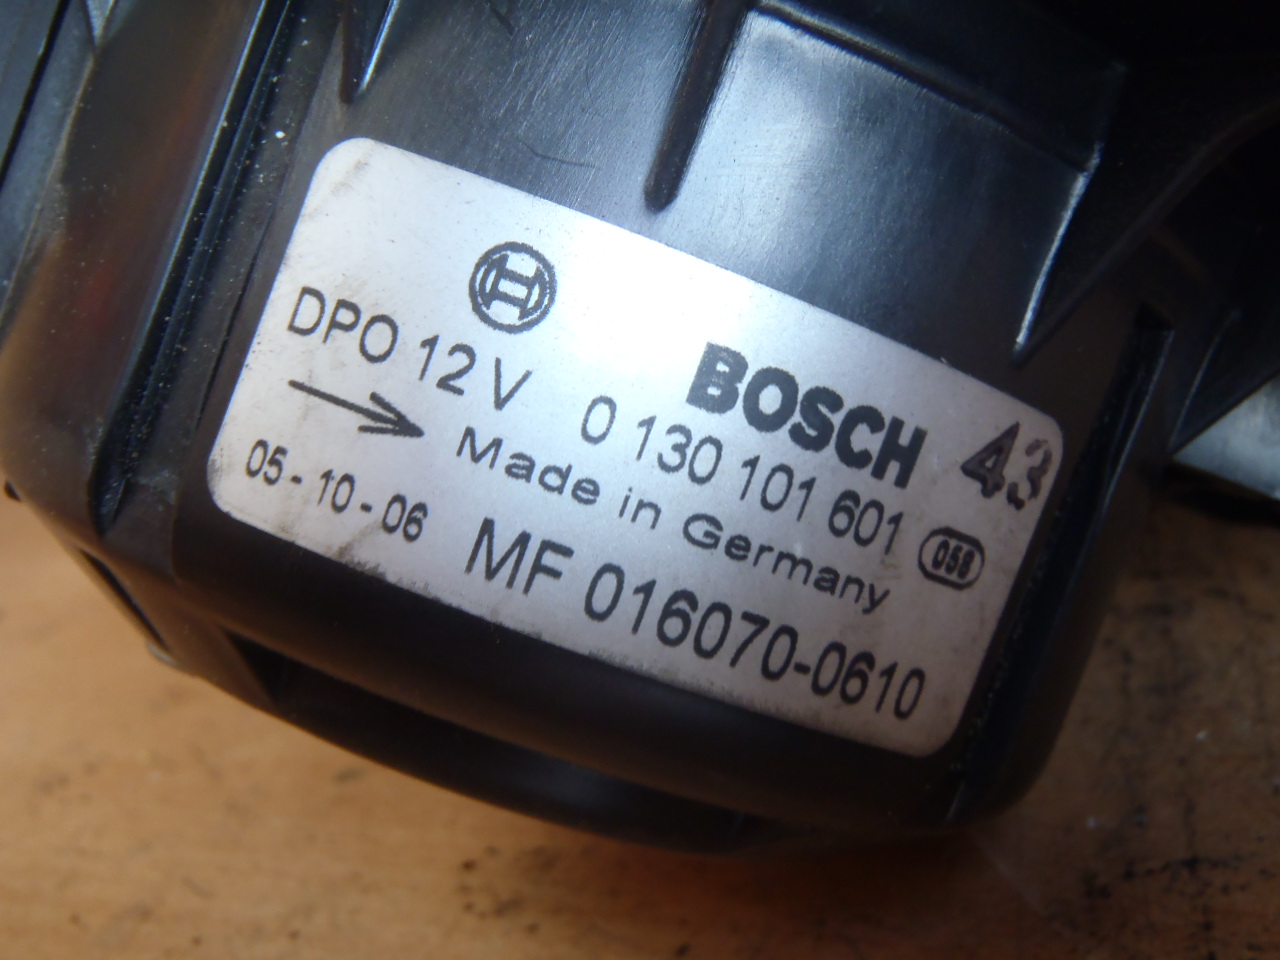 BOSCH 43
DPO 12 V 0 130 101 601 058
Made in Germany
05-10-06 MF 016070-0610